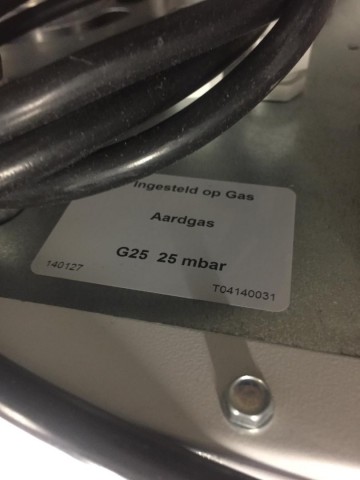 Ingesteld op Gas
Aardgas
G25 25 mbar
140127
T04140031